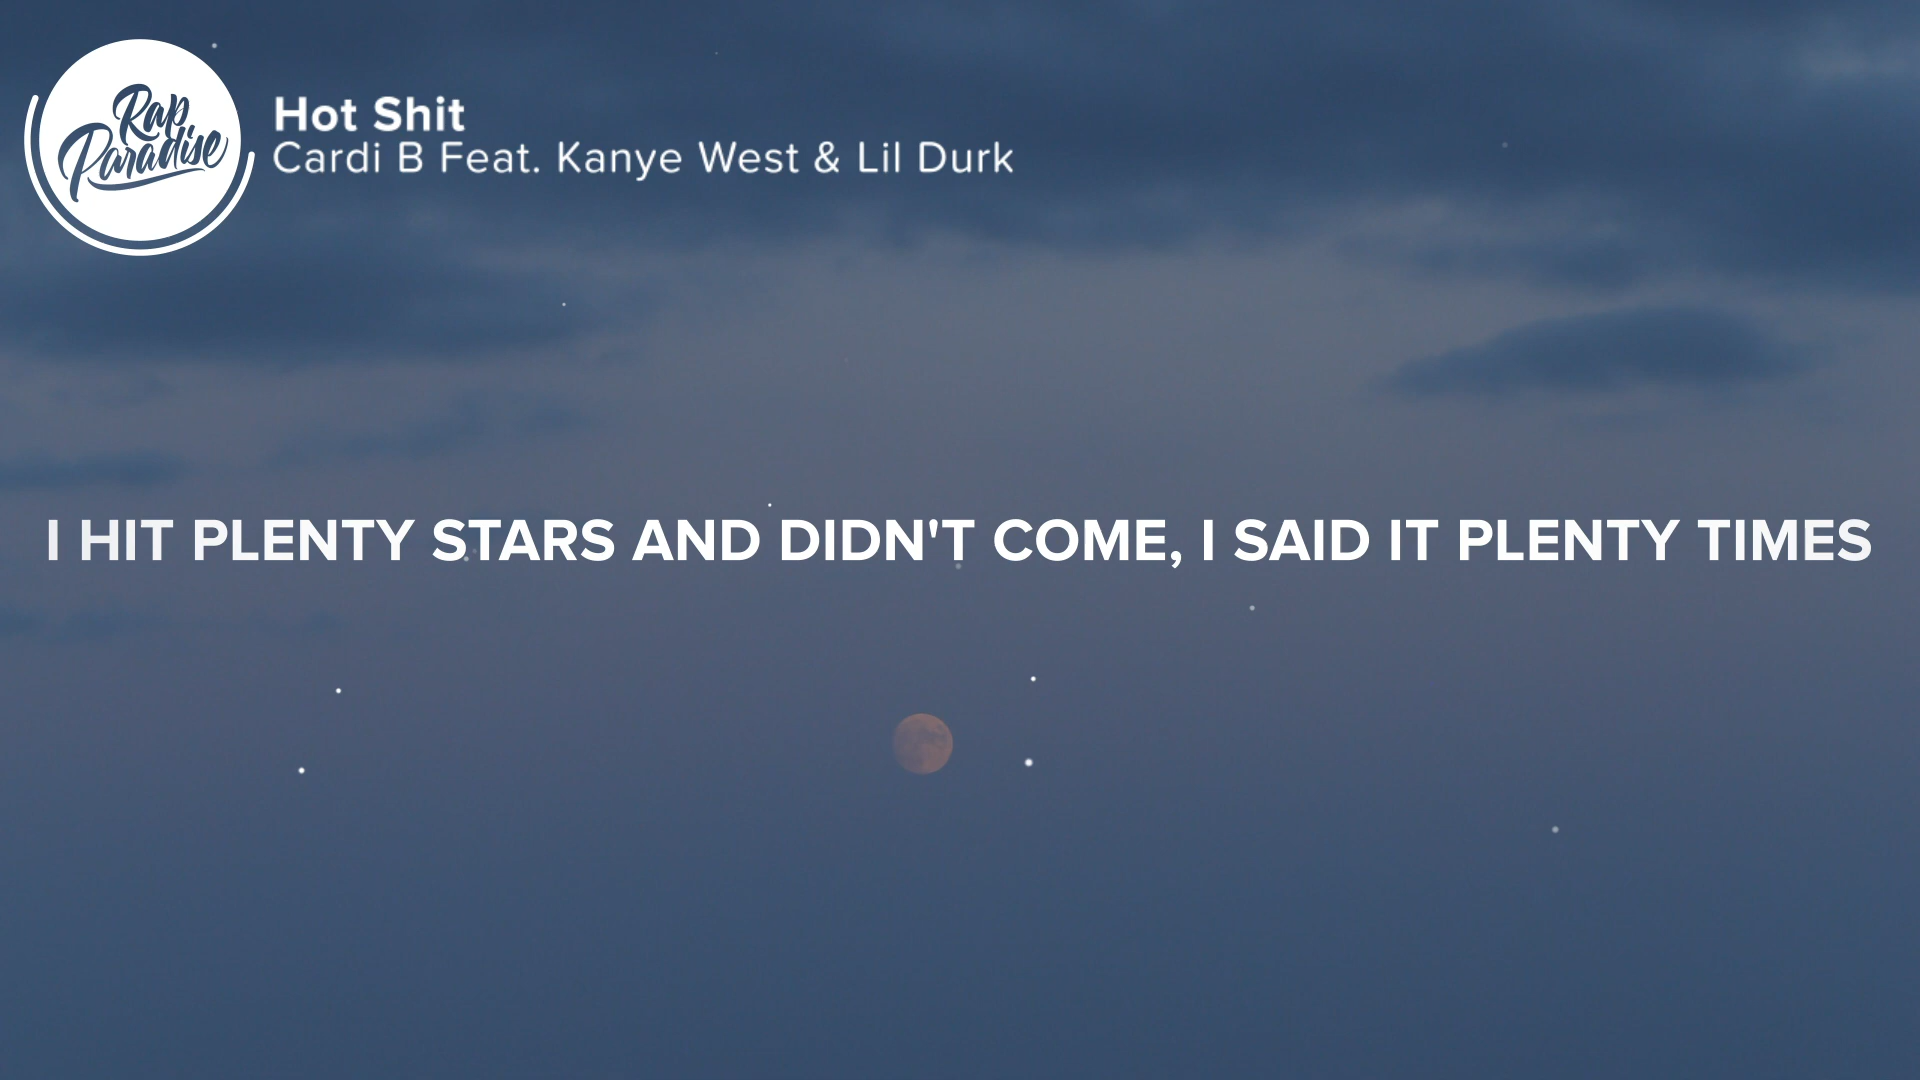 Rap
Paradise
Hot Shit
Cardi B Feat. Kanye West & Lil Durk
I HIT PLENTY STARS AND DIDN'T COME, I SAID IT PLENTY TIMES